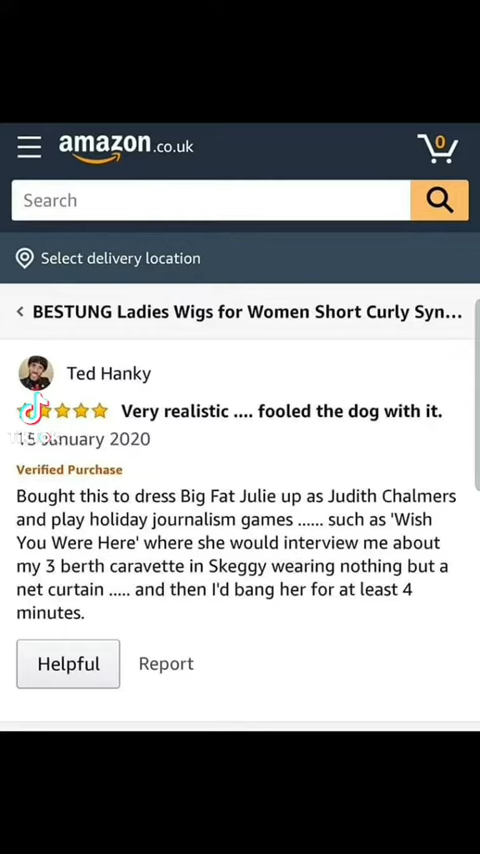 amazon.co.uk
0
Search
Select delivery location
< BESTUNG Ladies Wigs for Women Short Curly Syn...
Ted Hanky
Very realistic .... fooled the dog with it.
15 January 2020
Verified Purchase
Bought this to dress Big Fat Julie up as Judith Chalmers
and play holiday journalism games ...... such as 'Wish
You Were Here' where she would interview me about
my 3 berth caravette in Skeggy wearing nothing but a
net curtain ..... and then I'd bang her for at least 4
minutes.
Helpful
Report